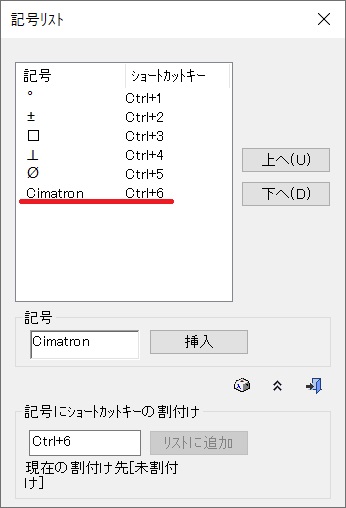 記号リスト
記号 ショートカットキー
° Ctrl+1
± Ctrl+2
□ Ctrl+3
⊥ Ctrl+4
Ø Ctrl+5
Cimatron Ctrl+6
上へ(U)
下へ(D)
記号
Cimatron 挿入
記号にショートカットキーの割付け
Ctrl+6 リストに追加
現在の割付け先[未割付
け]